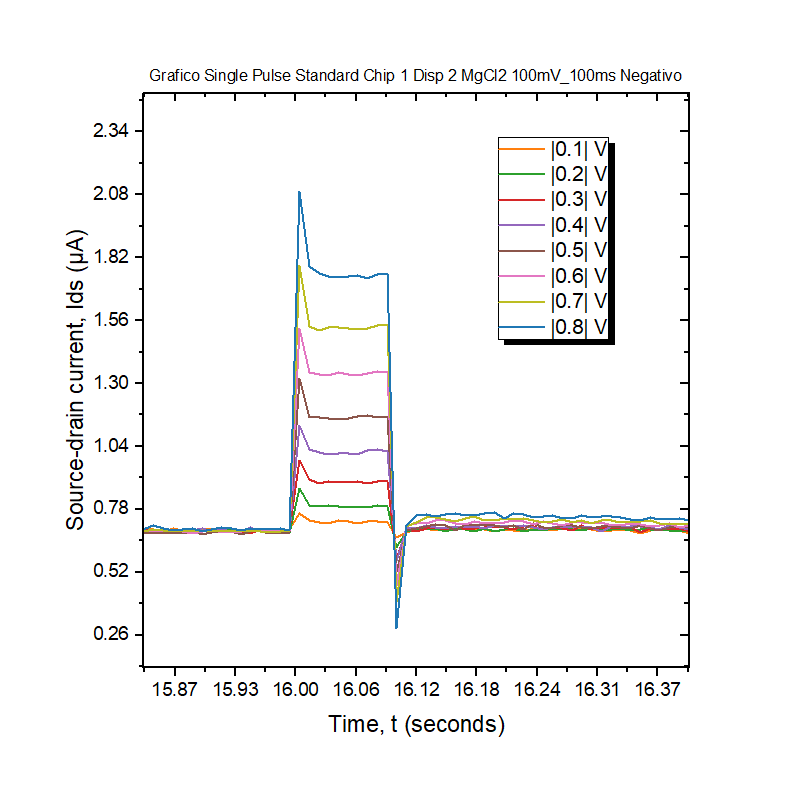 Grafico Single Pulse Standard Chip 1 Disp 2 MgCl2 100mV_100ms Negativo
2.34
2.08
1.82
1.56
1.30
1.04
0.78
0.52
0.26
Source-drain current, Ids (µA)
|0.1| V
|0.2| V
|0.3| V
|0.4| V
|0.5| V
|0.6| V
|0.7| V
|0.8| V
15.87 15.93 16.00 16.06 16.12 16.18 16.24 16.31 16.37
Time, t (seconds)